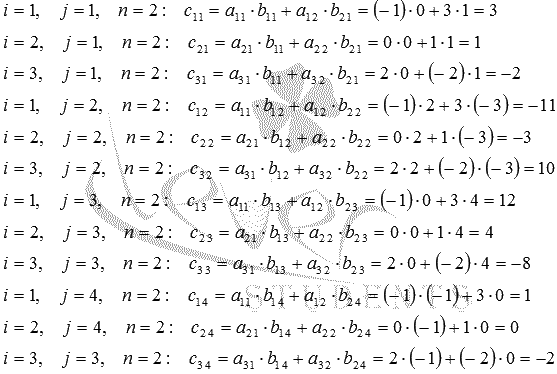 i = 1, j = 1, n = 2 : c₁₁ = a₁₁ · b₁₁ + a₁₂ · b₂₁ = (−1) · 0 + 3 · 1 = 3
i = 2, j = 1, n = 2 : c₂₁ = a₂₁ · b₁₁ + a₂₂ · b₂₁ = 0 · 0 + 1 · 1 = 1
i = 3, j = 1, n = 2 : c₃₁ = a₃₁ · b₁₁ + a₃₂ · b₂₁ = 2 · 0 + (−2) · 1 = −2
i = 1, j = 2, n = 2 : c₁₂ = a₁₁ · b₁₂ + a₁₂ · b₂₂ = (−1) · 2 + 3 · (−3) = −11
i = 2, j = 2, n = 2 : c₂₂ = a₂₁ · b₁₂ + a₂₂ · b₂₂ = 0 · 2 + 1 · (−3) = −3
i = 3, j = 2, n = 2 : c₃₂ = a₃₁ · b₁₂ + a₃₂ · b₂₂ = 2 · 2 + (−2) · (−3) = 10
i = 1, j = 3, n = 2 : c₁₃ = a₁₁ · b₁₃ + a₁₂ · b₂₃ = (−1) · 0 + 3 · 4 = 12
i = 2, j = 3, n = 2 : c₂₃ = a₂₁ · b₁₃ + a₂₂ · b₂₃ = 0 · 0 + 1 · 4 = 4
i = 3, j = 3, n = 2 : c₃₃ = a₃₁ · b₁₃ + a₃₂ · b₂₃ = 2 · 0 + (−2) · 4 = −8
i = 1, j = 4, n = 2 : c₁₄ = a₁₁ · b₁₄ + a₁₂ · b₂₄ = (−1) · (−1) + 3 · 0 = 1
i = 2, j = 4, n = 2 : c₂₄ = a₂₁ · b₁₄ + a₂₂ · b₂₄ = 0 · (−1) + 1 · 0 = 0
i = 3, j = 3, n = 2 : c₃₄ = a₃₁ · b₁₄ + a₃₂ · b₂₄ = 2 · (−1) + (−2) · 0 = −2
STUDENTS